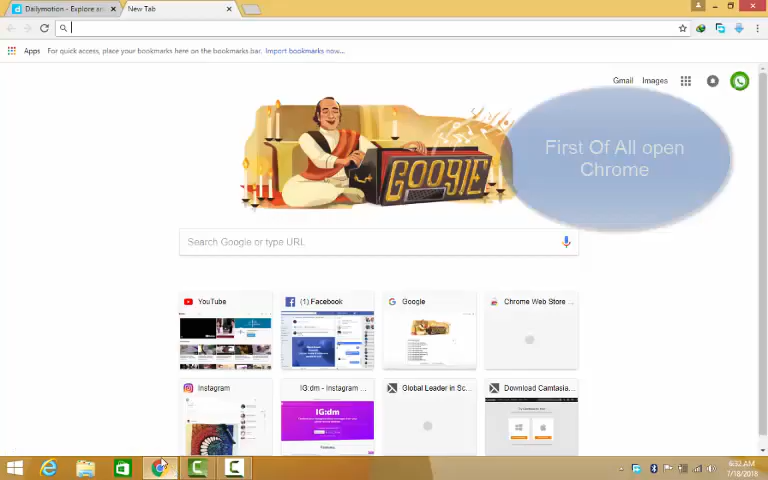 Dailymotion - Explore an
New Tab
Apps
For quick access, place your bookmarks here on the bookmarks bar. Import bookmarks now...
Gmail
Images
GOOGLE
First Of All open
Chrome
Search Google or type URL
YouTube
(1) Facebook
Google
Chrome Web Store ...
IG:dm
Instagram
IG:dm - Instagram ...
Global Leader in Sc...
Download Camtasia...
6:32 AM
7/18/2018